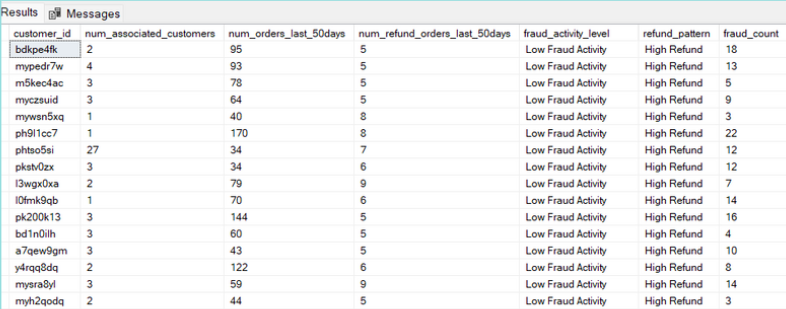 Results Messages
customer_id num_associated_customers num_orders_last_50days num_refund_orders_last_50days fraud_activity_level refund_pattern fraud_count
bdkpe4fk 2 95 5 Low Fraud Activity High Refund 18
mypedr7w 4 93 5 Low Fraud Activity High Refund 13
m5kec4ac 3 78 5 Low Fraud Activity High Refund 5
myczsuid 3 64 5 Low Fraud Activity High Refund 9
mywsn5xq 1 40 8 Low Fraud Activity High Refund 3
ph9l1cc7 1 170 8 Low Fraud Activity High Refund 22
phtso5si 27 34 7 Low Fraud Activity High Refund 12
pkstv0zx 3 34 6 Low Fraud Activity High Refund 12
l3wgx0xa 2 79 9 Low Fraud Activity High Refund 7
l0fmk9qb 1 70 6 Low Fraud Activity High Refund 14
pk200k13 3 144 5 Low Fraud Activity High Refund 16
bd1n0ilh 3 60 5 Low Fraud Activity High Refund 4
a7qew9gm 3 43 5 Low Fraud Activity High Refund 10
y4rqq8dq 2 122 6 Low Fraud Activity High Refund 8
mysra8yl 3 59 9 Low Fraud Activity High Refund 14
myh2qodq 2 44 5 Low Fraud Activity High Refund 3